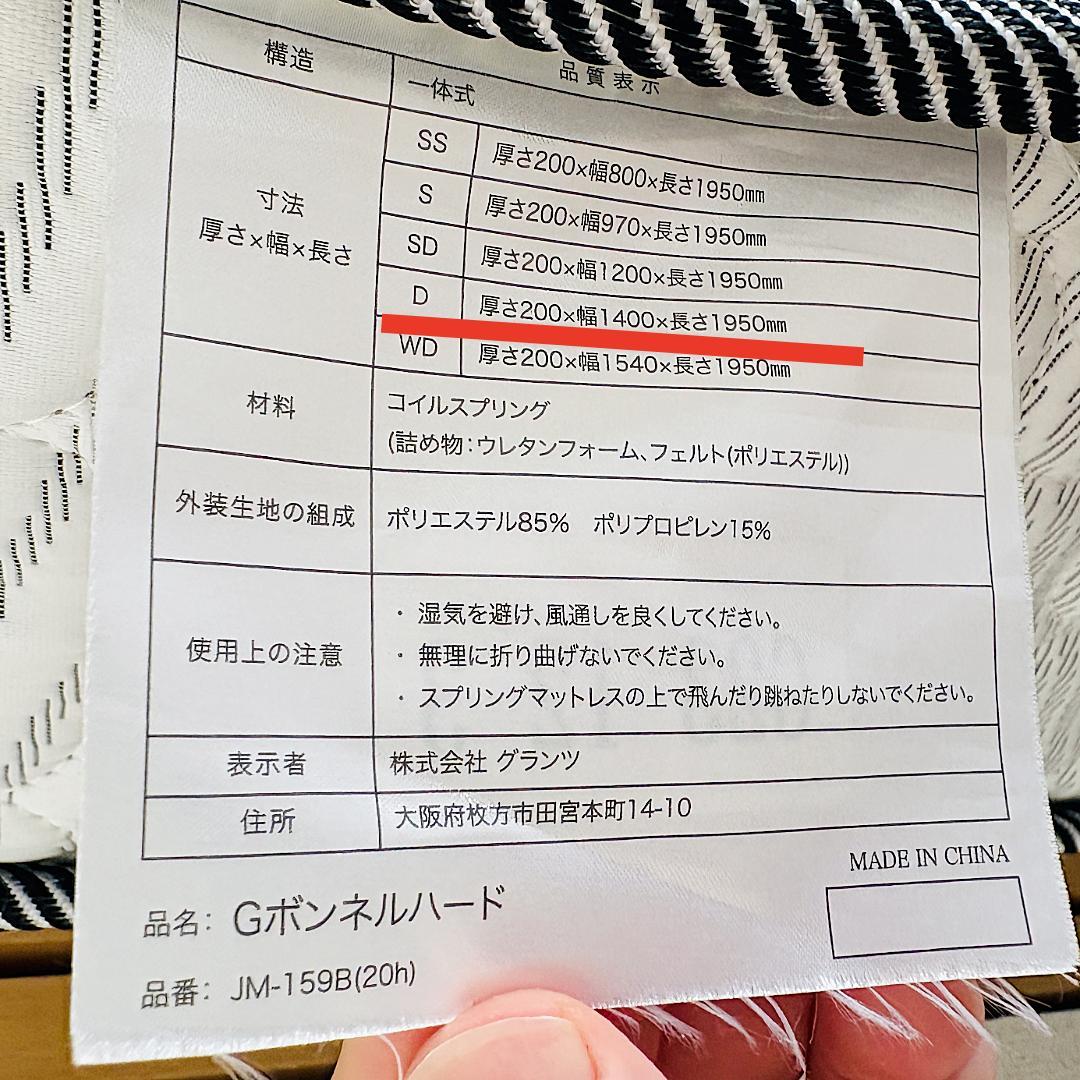 品質表示
構造 一体式
寸法
厚さ×幅×長さ
SS 厚さ200×幅800×長さ1950㎜
S 厚さ200×幅970×長さ1950㎜
SD 厚さ200×幅1200×長さ1950㎜
D 厚さ200×幅1400×長さ1950㎜
WD 厚さ200×幅1540×長さ1950㎜
材料 コイルスプリング
(詰め物:ウレタンフォーム、フェルト(ポリエステル))
外装生地の組成 ポリエステル85% ポリプロピレン15%
使用上の注意
・ 湿気を避け、風通しを良くしてください。
・ 無理に折り曲げないでください。
・ スプリングマットレスの上で飛んだり跳ねたりしないでください。
表示者 株式会社 グランツ
住所 大阪府枚方市田宮本町14-10
MADE IN CHINA
品名: Gボンネルハード
品番: JM-159B(20h)